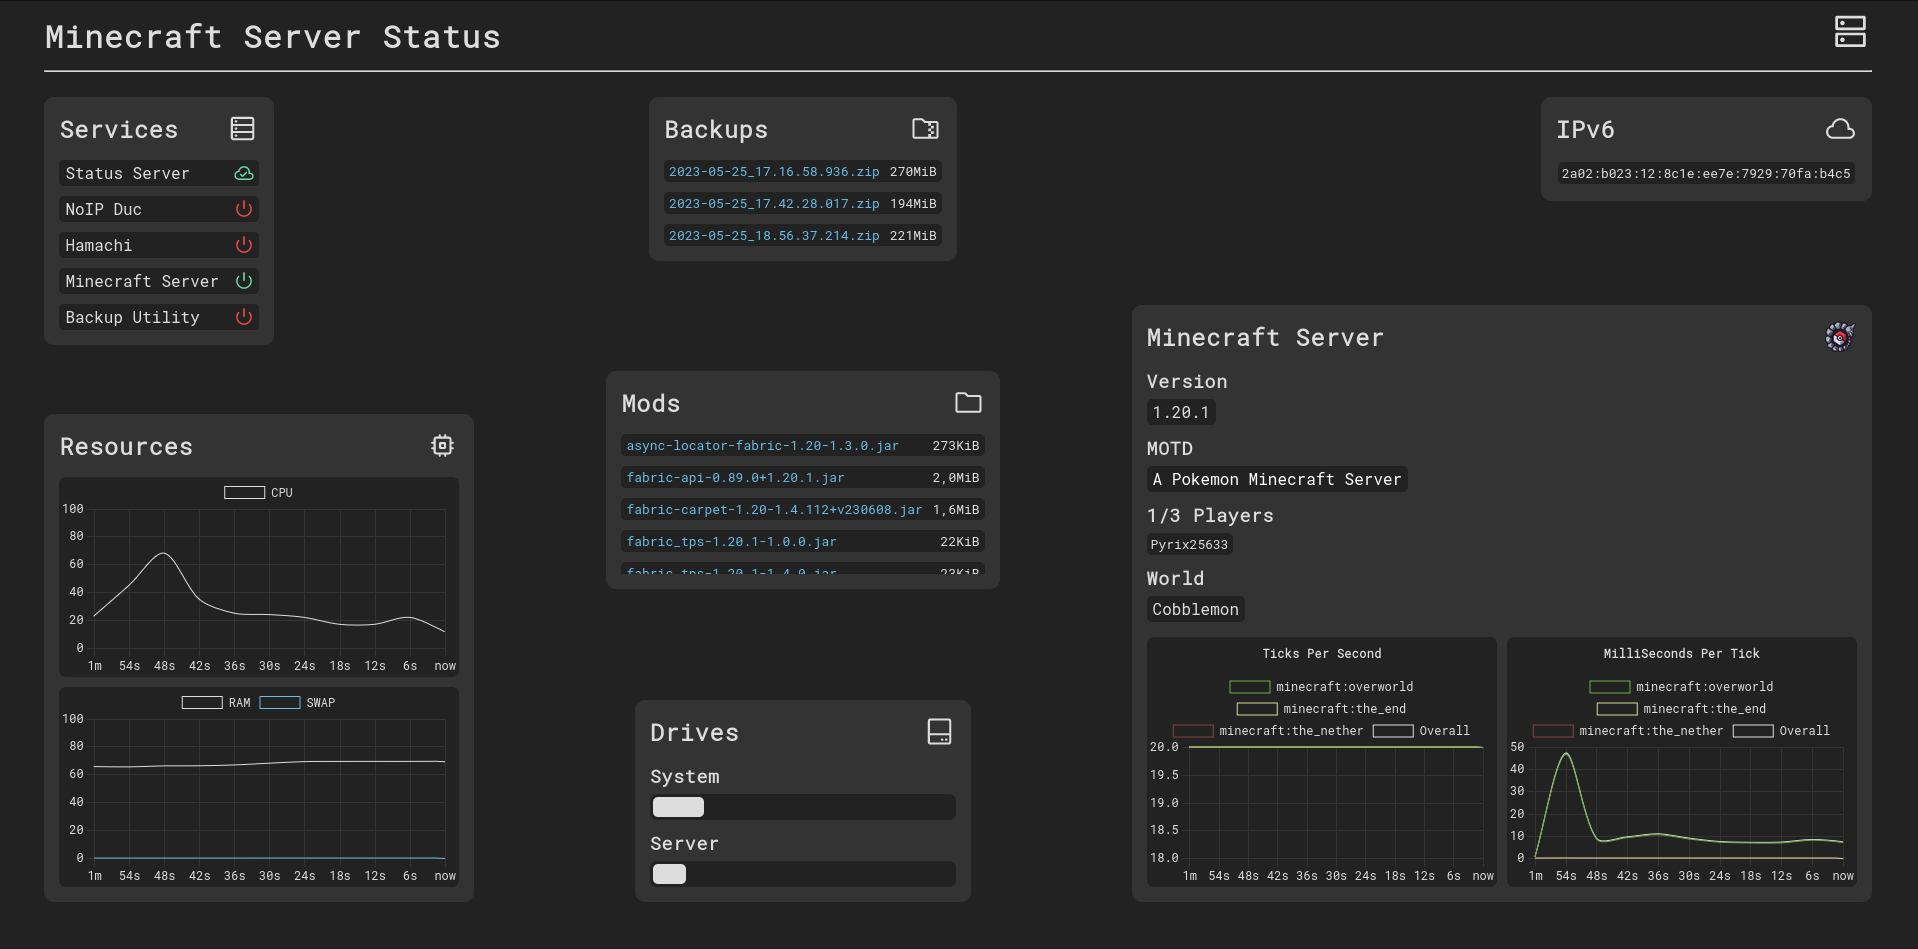 Minecraft Server Status
Services
Status Server
NoIP Duc
Hamachi
Minecraft Server
Backup Utility
Resources
CPU
100
80
60
40
20
0
1m 54s 48s 42s 36s 30s 24s 18s 12s 6s now
RAM SWAP
100
80
60
40
20
0
1m 54s 48s 42s 36s 30s 24s 18s 12s 6s now
Backups
2023-05-25_17.16.58.936.zip 270MiB
2023-05-25_17.42.28.017.zip 194MiB
2023-05-25_18.56.37.214.zip 221MiB
Mods
async-locator-fabric-1.20-1.3.0.jar 273KiB
fabric-api-0.89.0+1.20.1.jar 2,0MiB
fabric-carpet-1.20-1.4.112+v230608.jar 1,6MiB
fabric_tps-1.20.1-1.0.0.jar 22KiB
fabric_tps-1.20.1-1.4.0.jar 23KiB
Drives
System
Server
IPv6
2a02:b023:12:8c1e:ee7e:7929:70fa:b4c5
Minecraft Server
Version
1.20.1
MOTD
A Pokemon Minecraft Server
1/3 Players
Pyrix25633
World
Cobblemon
Ticks Per Second
minecraft:overworld
minecraft:the_end
minecraft:the_nether Overall
20.0
19.5
19.0
18.5
18.0
1m 54s 48s 42s 36s 30s 24s 18s 12s 6s now
MilliSeconds Per Tick
minecraft:overworld
minecraft:the_end
minecraft:the_nether Overall
50
40
30
20
10
0
1m 54s 48s 42s 36s 30s 24s 18s 12s 6s now